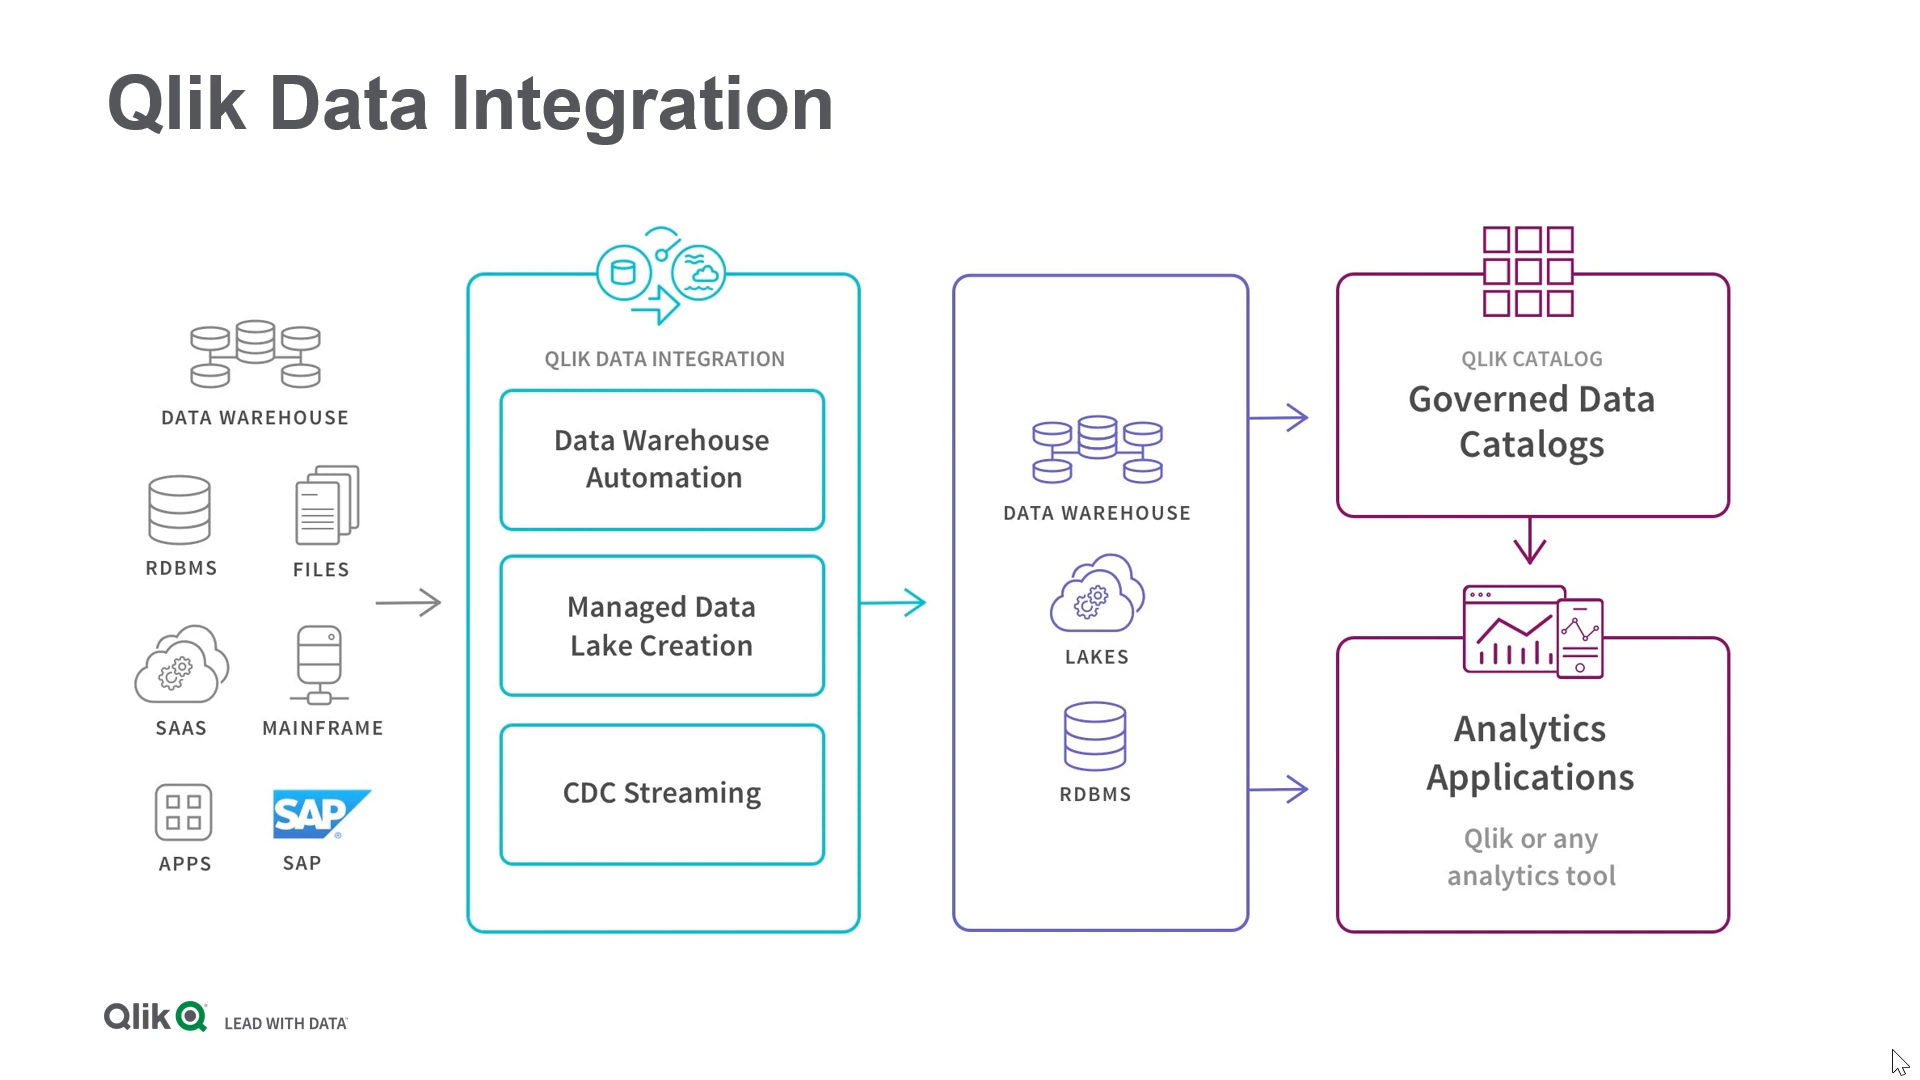 Qlik Data Integration
DATA WAREHOUSE
RDBMS
FILES
SAAS
MAINFRAME
APPS
SAP
SAP
QLIK DATA INTEGRATION
Data Warehouse
Automation
Managed Data
Lake Creation
CDC Streaming
DATA WAREHOUSE
LAKES
RDBMS
QLIK CATALOG
Governed Data
Catalogs
Analytics
Applications
Qlik or any
analytics tool
Qlik LEAD WITH DATA